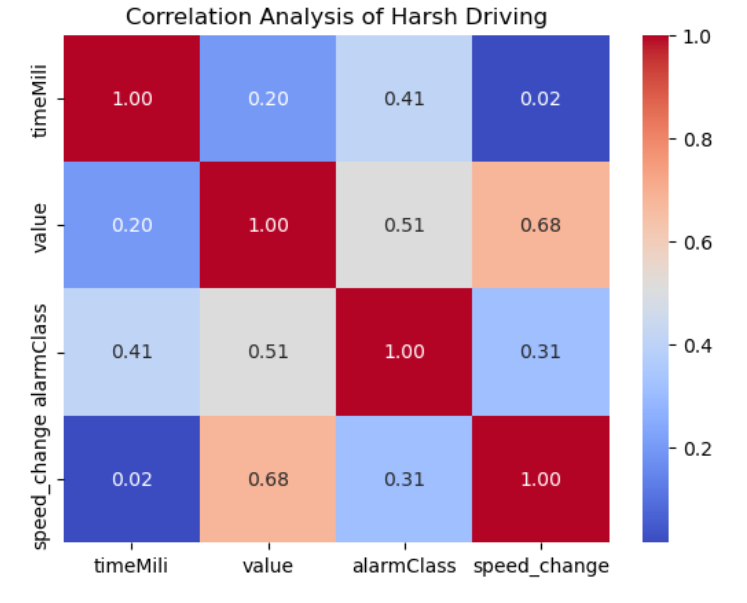 Correlation Analysis of Harsh Driving
timeMili 1.00 0.20 0.41 0.02
value 0.20 1.00 0.51 0.68
alarmClass 0.41 0.51 1.00 0.31
speed_change 0.02 0.68 0.31 1.00
timeMili value alarmClass speed_change
1.0
0.8
0.6
0.4
0.2